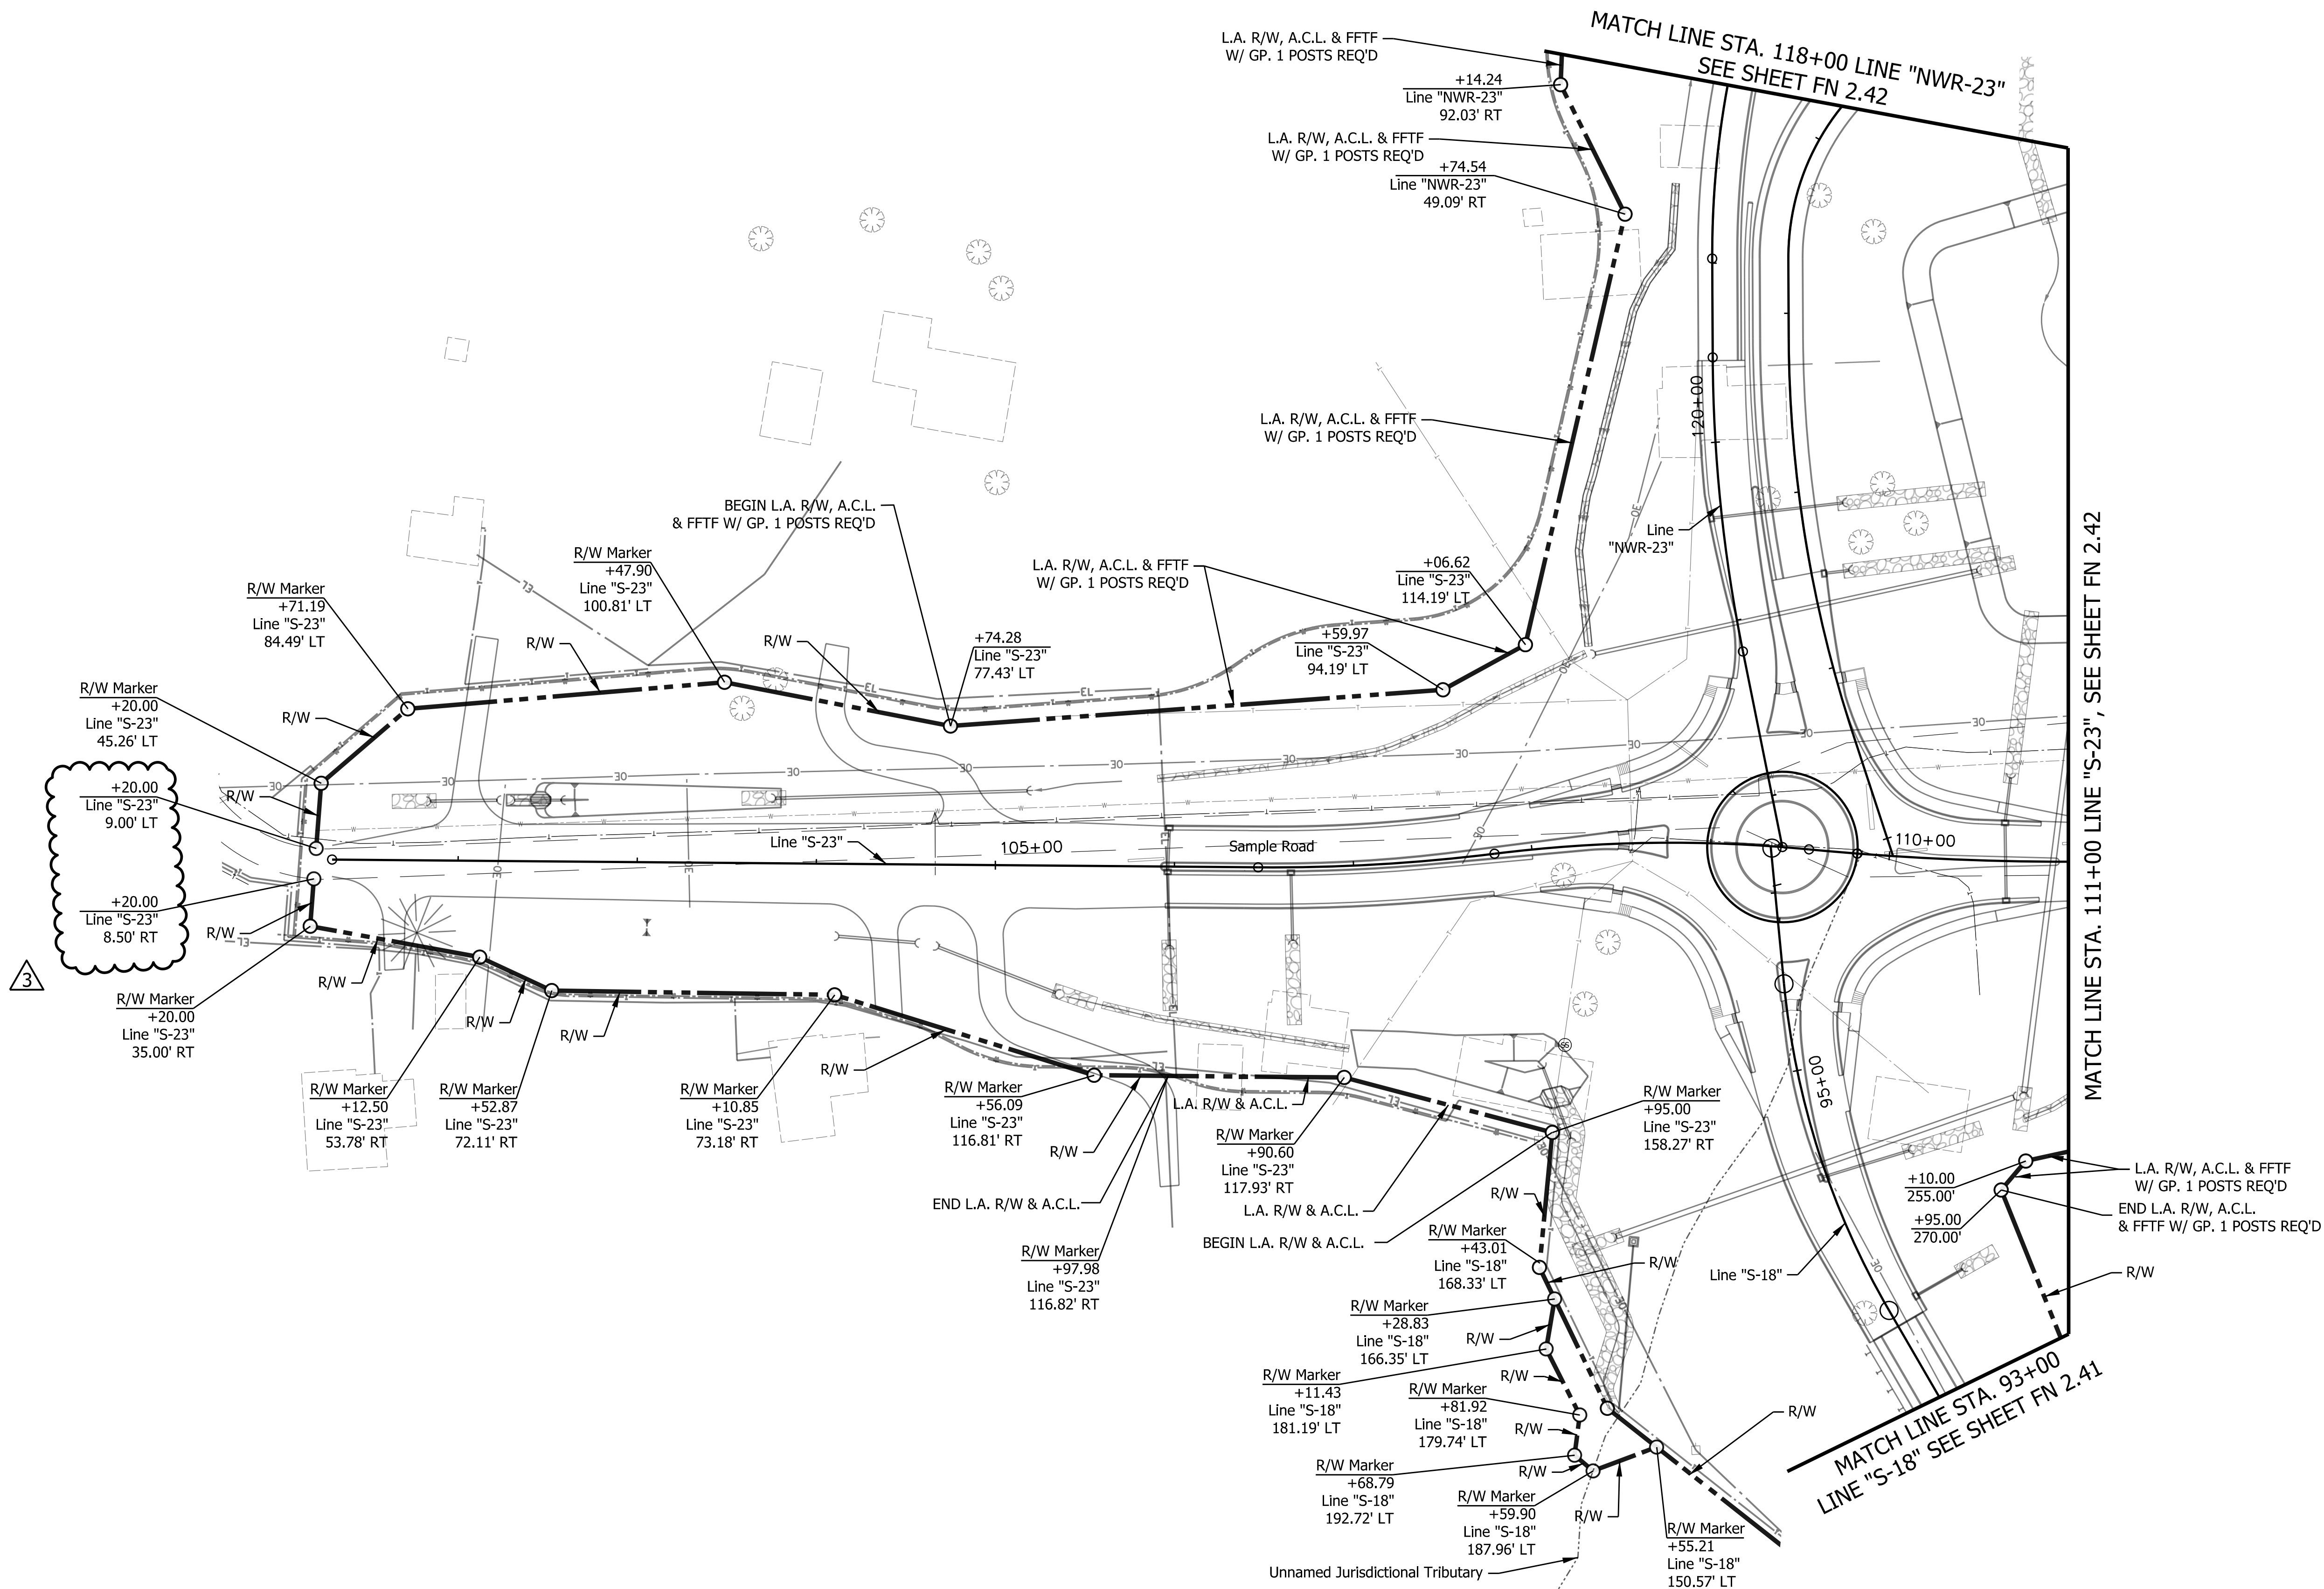 MATCH LINE STA. 118+00 LINE "NWR-23"
SEE SHEET FN 2.42
L.A. R/W, A.C.L. & FFTF
W/ GP. 1 POSTS REQ'D
+14.24
Line "NWR-23"
92.03' RT
L.A. R/W, A.C.L. & FFTF
W/ GP. 1 POSTS REQ'D
+74.54
Line "NWR-23"
49.09' RT
L.A. R/W, A.C.L. & FFTF
W/ GP. 1 POSTS REQ'D
120+00
Line
"NWR-23"
BEGIN L.A. R/W, A.C.L.
& FFTF W/ GP. 1 POSTS REQ'D
R/W Marker
+47.90
Line "S-23"
100.81' LT
L.A. R/W, A.C.L. & FFTF
W/ GP. 1 POSTS REQ'D
+06.62
Line "S-23"
114.19' LT
R/W Marker
+71.19
Line "S-23"
84.49' LT
R/W
R/W
+74.28
Line "S-23"
77.43' LT
+59.97
Line "S-23"
94.19' LT
R/W Marker
+20.00
Line "S-23"
45.26' LT
R/W
+20.00
Line "S-23"
9.00' LT
R/W
Line "S-23"
105+00
Sample Road
110+00
MATCH LINE STA. 111+00 LINE "S-23", SEE SHEET FN 2.42
+20.00
Line "S-23"
8.50' RT
R/W
3
R/W Marker
+20.00
Line "S-23"
35.00' RT
R/W
R/W
R/W
R/W Marker
+12.50
Line "S-23"
53.78' RT
R/W Marker
+52.87
Line "S-23"
72.11' RT
R/W Marker
+10.85
Line "S-23"
73.18' RT
R/W
R/W Marker
+56.09
Line "S-23"
116.81' RT
R/W
END L.A. R/W & A.C.L.
R/W Marker
+97.98
Line "S-23"
116.82' RT
L.A. R/W & A.C.L.
R/W Marker
+90.60
Line "S-23"
117.93' RT
L.A. R/W & A.C.L.
BEGIN L.A. R/W & A.C.L.
SS
R/W Marker
+95.00
Line "S-23"
158.27' RT
95+00
R/W
R/W Marker
+43.01
Line "S-18"
168.33' LT
R/W
Line "S-18"
+10.00
255.00'
+95.00
270.00'
L.A. R/W, A.C.L. & FFTF
W/ GP. 1 POSTS REQ'D
END L.A. R/W, A.C.L.
& FFTF W/ GP. 1 POSTS REQ'D
R/W
R/W Marker
+28.83
Line "S-18"
166.35' LT
R/W
R/W Marker
+11.43
Line "S-18"
181.19' LT
R/W
R/W Marker
+81.92
Line "S-18"
179.74' LT
R/W
R/W
R/W Marker
+68.79
Line "S-18"
192.72' LT
R/W
R/W Marker
+59.90
Line "S-18"
187.96' LT
R/W
R/W Marker
+55.21
Line "S-18"
150.57' LT
Unnamed Jurisdictional Tributary
MATCH LINE STA. 93+00
LINE "S-18" SEE SHEET FN 2.41